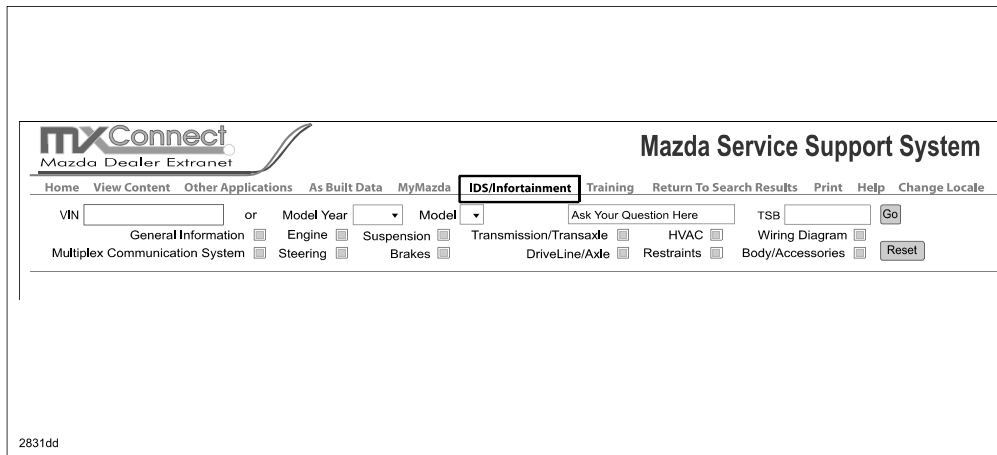 mXConnect
Mazda Dealer Extranet
Mazda Service Support System
Home View Content Other Applications As Built Data MyMazda IDS/Infortainment Training Return To Search Results Print Help Change Locale
VIN or Model Year Model Ask Your Question Here TSB Go
General Information Engine Suspension Transmission/Transaxle HVAC Wiring Diagram
Multiplex Communication System Steering Brakes DriveLine/Axle Restraints Body/Accessories Reset
2831dd